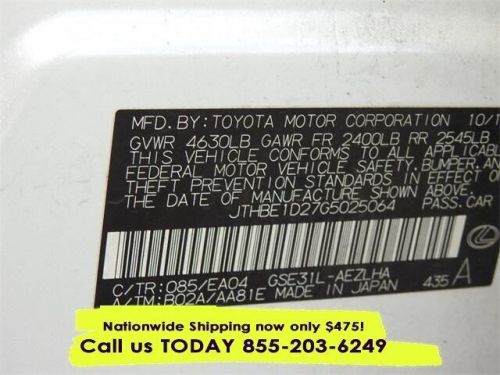 MFD. BY: TOYOTA MOTOR CORPORATION 10/1
GVWR 4630LB GAWR FR 2400LB RR 2545LB
THIS VEHICLE CONFORMS TO ALL APPLICABLE
FEDERAL MOTOR VEHICLE SAFETY, BUMPER, AN
THEFT PREVENTION STANDARDS IN EFFECT ON
THE DATE OF MANUFACTURE SHOWN ABOVE.
JTHBE1D27G5025064 PASS. CAR
C/TR: 085/EA04 GSE31L-AEZLHA
A/TM: B02A/AA81E MADE IN JAPAN 435 A
Nationwide Shipping now only $475!
Call us TODAY 855-203-6249